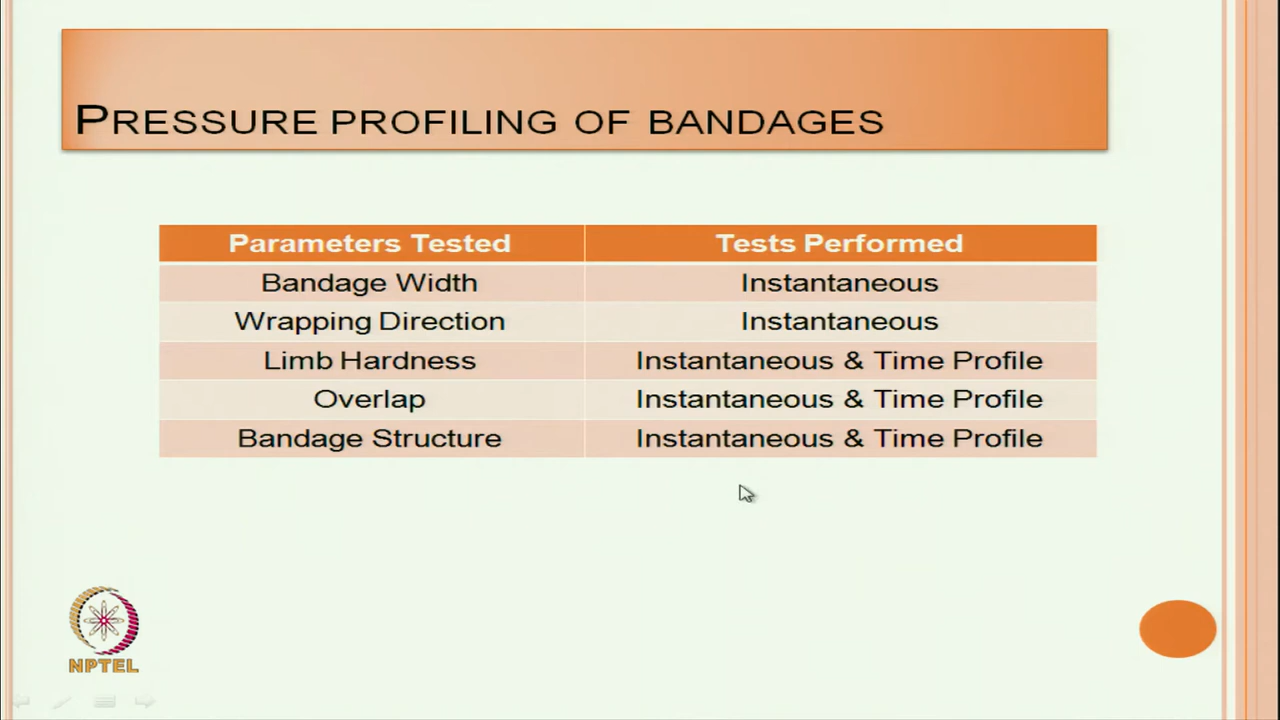 PRESSURE PROFILING OF BANDAGES
Parameters Tested Tests Performed
Bandage Width Instantaneous
Wrapping Direction Instantaneous
Limb Hardness Instantaneous & Time Profile
Overlap Instantaneous & Time Profile
Bandage Structure Instantaneous & Time Profile
NPTEL